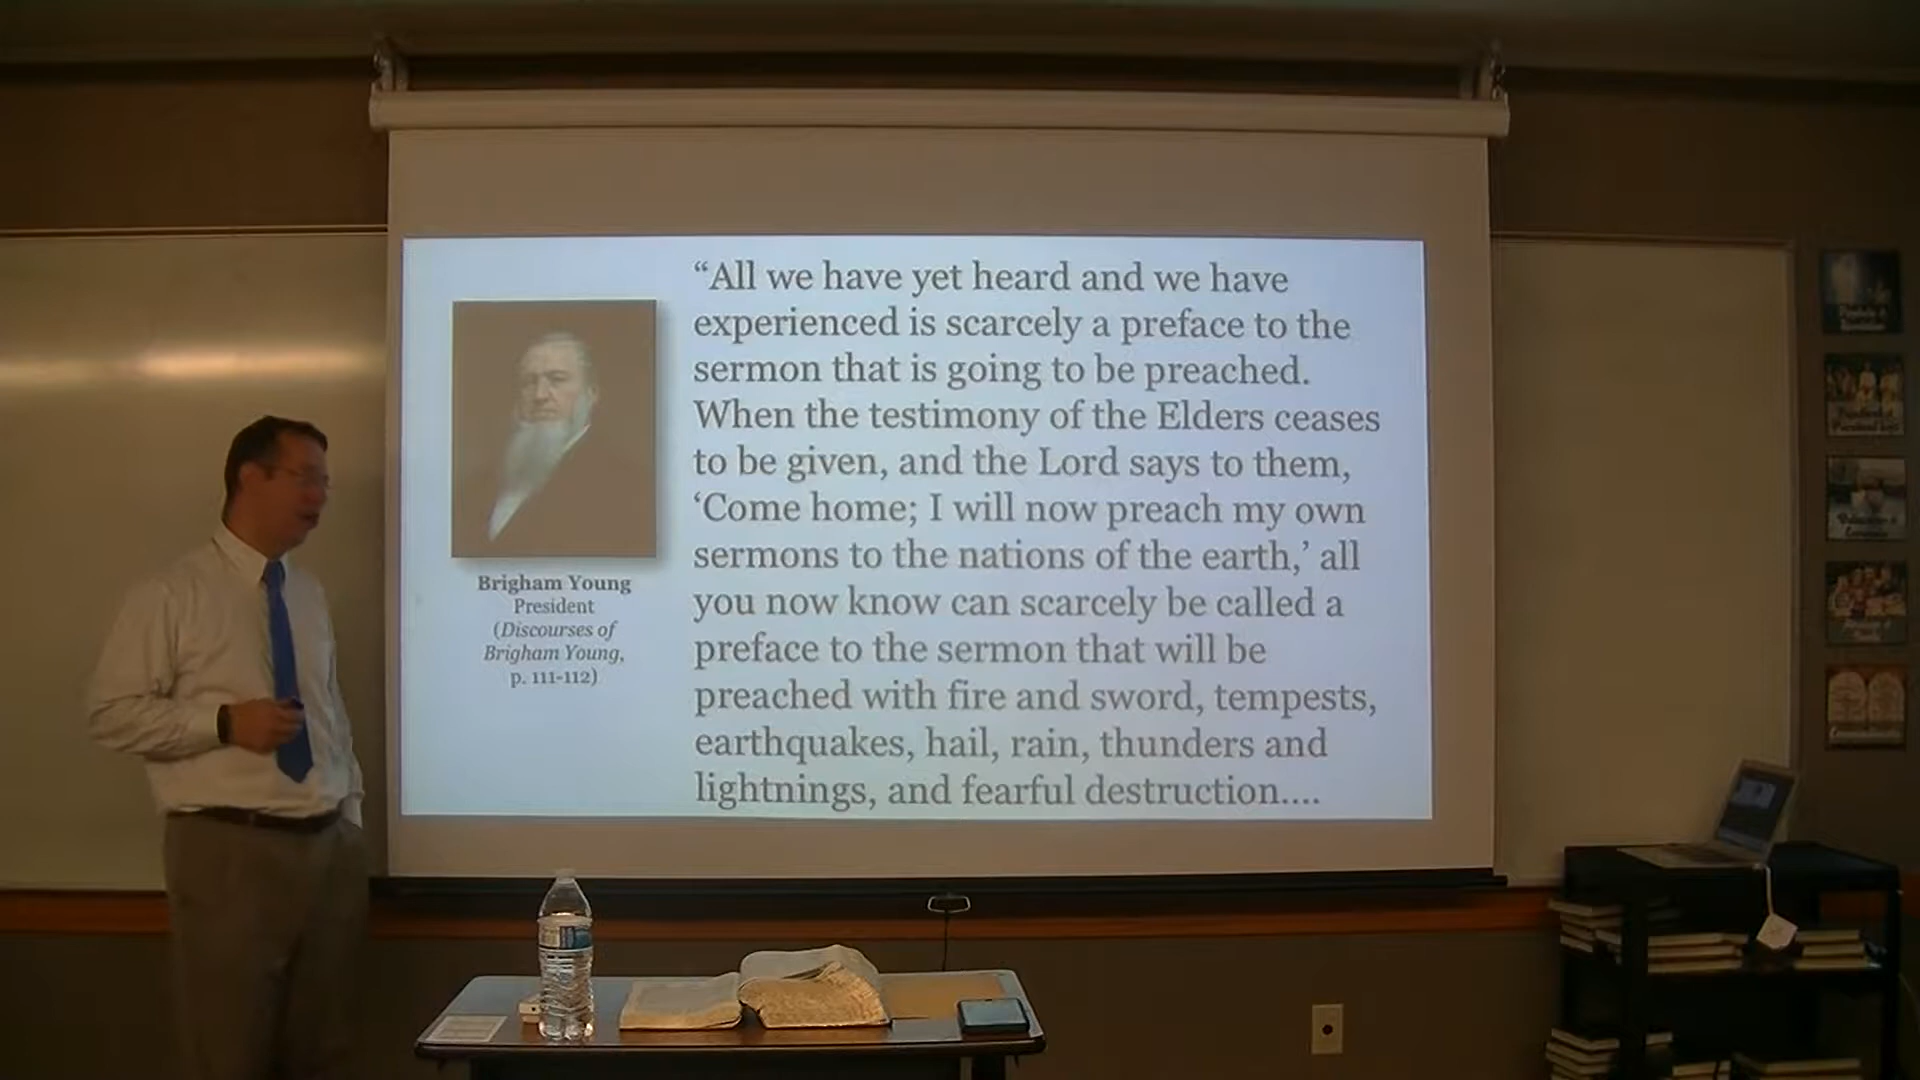 “All we have yet heard and we have
experienced is scarcely a preface to the
sermon that is going to be preached.
When the testimony of the Elders ceases
to be given, and the Lord says to them,
‘Come home; I will now preach my own
sermons to the nations of the earth,’ all
you now know can scarcely be called a
preface to the sermon that will be
preached with fire and sword, tempests,
earthquakes, hail, rain, thunders and
lightnings, and fearful destruction....
Brigham Young
President
(Discourses of
Brigham Young,
p. 111-112)